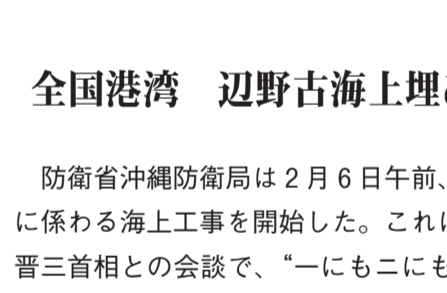 全国港湾　辺野古海上埋
防衛省沖縄防衛局は２月６日午前、
に係わる海上工事を開始した。これ
晋三首相との会談で、“一にも二にも